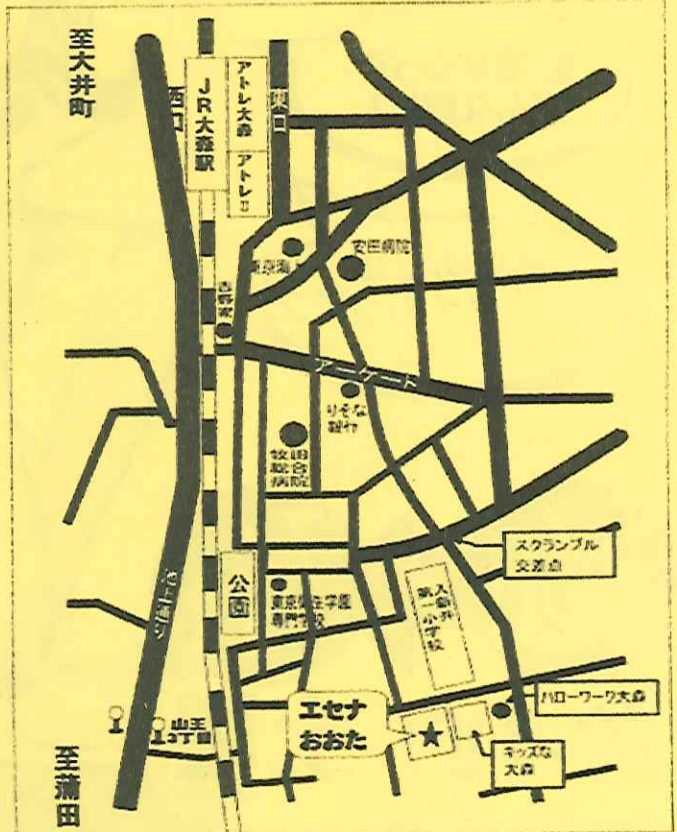 至大井町
西口
JR大森駅
アトレ大森
アトレⅡ
東口
東京海上
安田病院
吉野家
アーケード
りそな
銀行
牧田
総合
病院
スクランブル
交差点
公園
東京衛生学園
専門学校
入新井
第一小学校
エセナ
おおた
ハローワーク大森
キッズな
大森
山王
3丁目
至蒲田